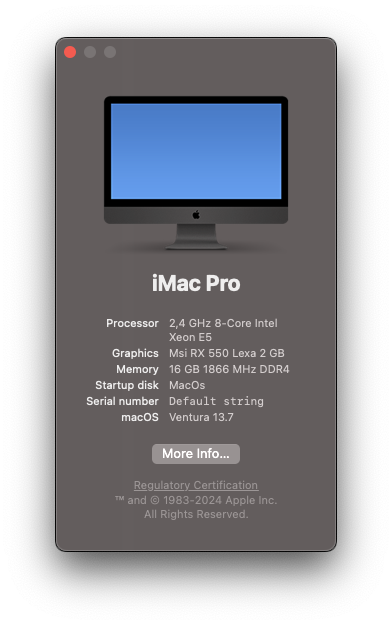 iMac Pro
Processor 2,4 GHz 8-Core Intel
Xeon E5
Graphics Msi RX 550 Lexa 2 GB
Memory 16 GB 1866 MHz DDR4
Startup disk MacOs
Serial number Default string
macOS Ventura 13.7
More Info...
Regulatory Certification
™ and © 1983-2024 Apple Inc.
All Rights Reserved.